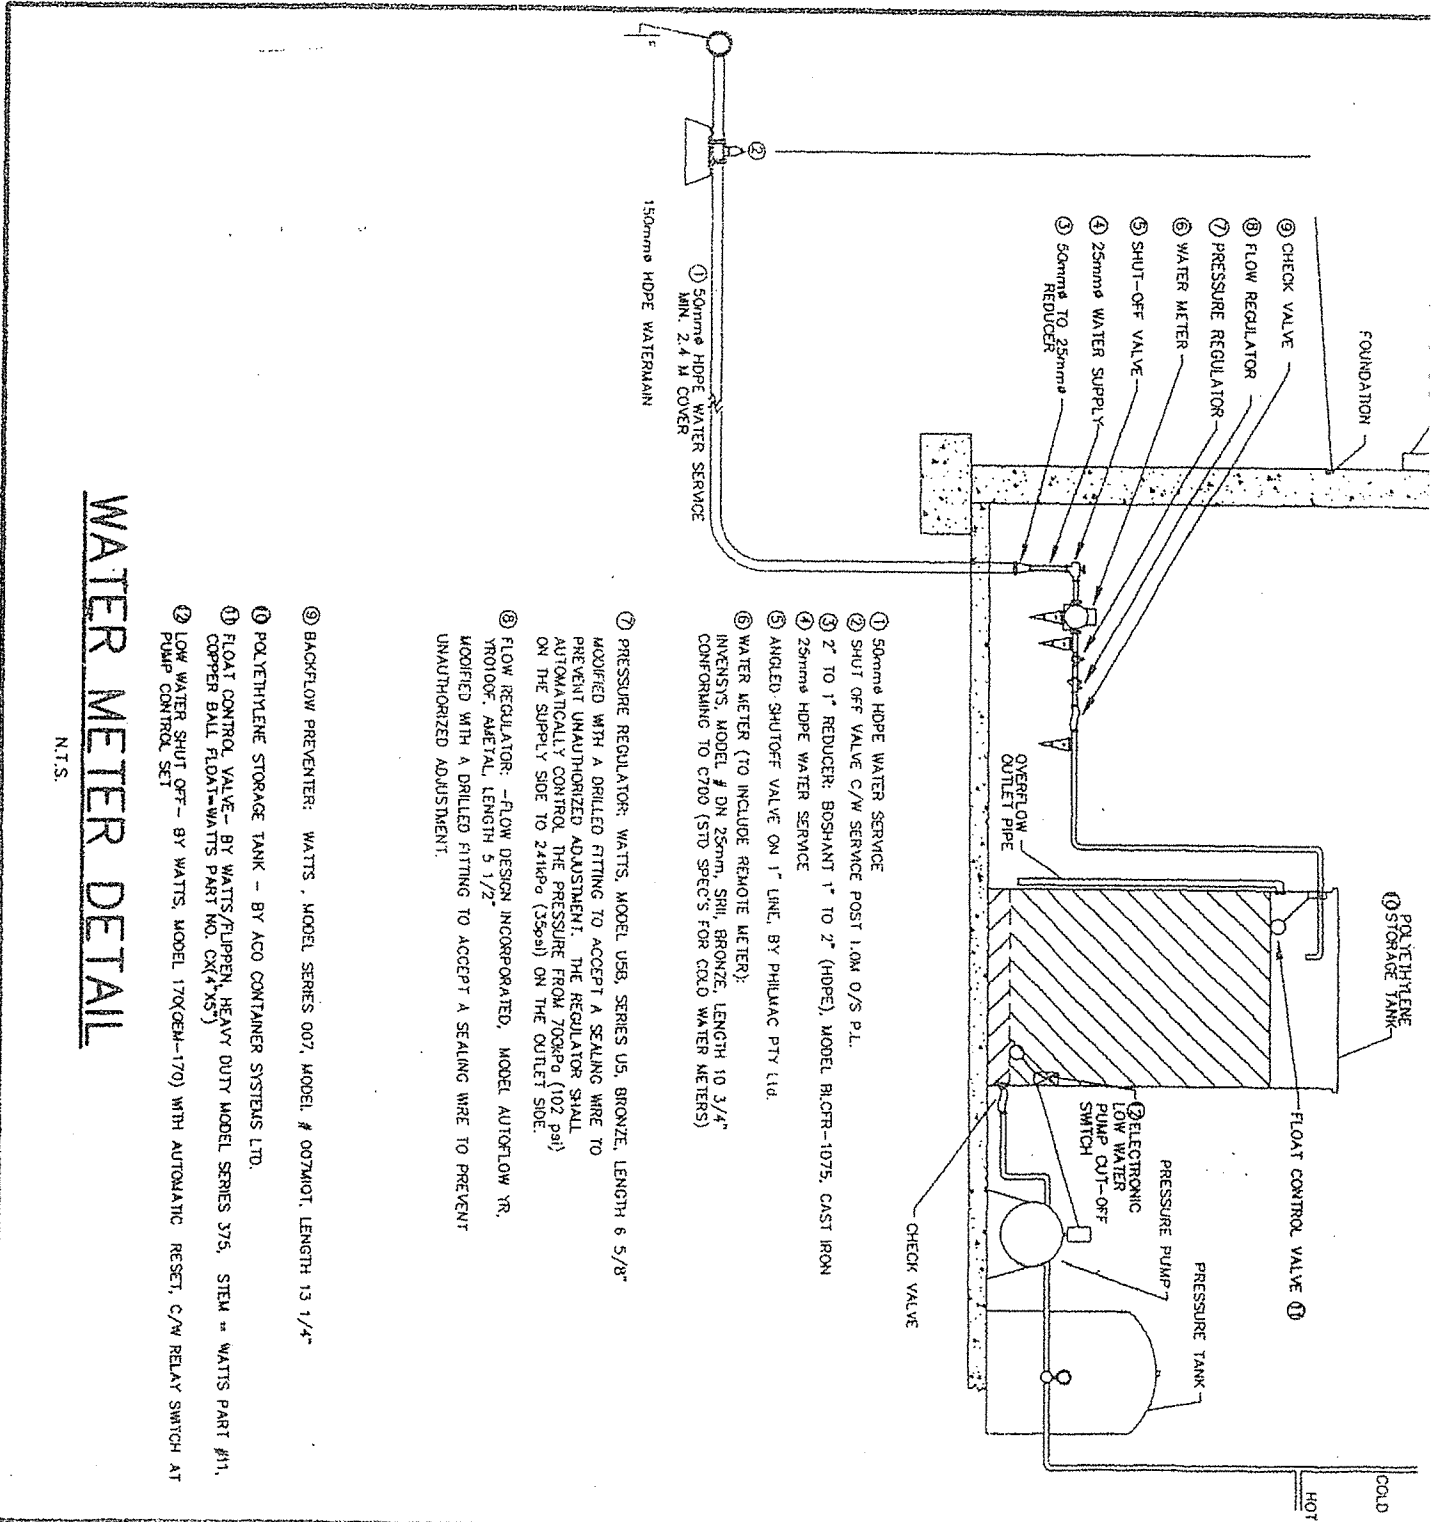 FOUNDATION
⑨ CHECK VALVE
⑧ FLOW REGULATOR
⑦ PRESSURE REGULATOR
⑥ WATER METER
⑤ SHUT-OFF VALVE
④ 25mmø WATER SUPPLY
③ 50mmø TO 25mmø
REDUCER
②
① 50mmø HDPE WATER SERVICE
MIN. 2.4 M COVER
150mmø HDPE WATERMAIN
POLYETHYLENE
⑩ STORAGE TANK
OVERFLOW
OUTLET PIPE
FLOAT CONTROL VALVE ⑪
⑫ ELECTRONIC
LOW WATER
PUMP CUT-OFF
SWITCH
PRESSURE PUMP
PRESSURE TANK
CHECK VALVE
COLD
HOT
① 50mmø HDPE WATER SERVICE
② SHUT OFF VALVE C/W SERVICE POST 1.0M O/S P.L.
③ 2" TO 1" REDUCER: BOSHANT 1" TO 2" (HDPE), MODEL BLCFR-1075, CAST IRON
④ 25mmø HDPE WATER SERVICE
⑤ ANGLED SHUTOFF VALVE ON 1" LINE, BY PHILMAC PTY Ltd.
⑥ WATER METER (TO INCLUDE REMOTE METER):
INVENSYS, MODEL # DN 25mm, SRII, BRONZE, LENGTH 10 3/4"
CONFORMING TO C700 (STD SPEC'S FOR COLD WATER METERS)
⑦ PRESSURE REGULATOR: WATTS, MODEL U5B, SERIES U5, BRONZE, LENGTH 6 5/8"
MODIFIED WITH A DRILLED FITTING TO ACCEPT A SEALING WIRE TO
PREVENT UNAUTHORIZED ADJUSTMENT. THE REGULATOR SHALL
AUTOMATICALLY CONTROL THE PRESSURE FROM 700kPa (102 psi)
ON THE SUPPLY SIDE TO 241kPa (35psi) ON THE OUTLET SIDE.
⑧ FLOW REGULATOR: -FLOW DESIGN INCORPORATED, MODEL AUTOFLOW YR,
YR0100F, AMETAL, LENGTH 5 1/2"
MODIFIED WITH A DRILLED FITTING TO ACCEPT A SEALING WIRE TO PREVENT
UNAUTHORIZED ADJUSTMENT.
⑨ BACKFLOW PREVENTER: WATTS , MODEL SERIES 007, MODEL # 007M1QT, LENGTH 13 1/4"
⑩ POLYETHYLENE STORAGE TANK - BY ACO CONTAINER SYSTEMS LTD.
⑪ FLOAT CONTROL VALVE- BY WATTS/FLIPPEN, HEAVY DUTY MODEL SERIES 375, STEM = WATTS PART #11,
COPPER BALL FLOAT=WATTS PART NO. CX(4"X5")
⑫ LOW WATER SHUT OFF- BY WATTS, MODEL 170(OEM-170) WITH AUTOMATIC RESET, C/W RELAY SWITCH AT
PUMP CONTROL SET
WATER METER DETAIL
N.T.S.